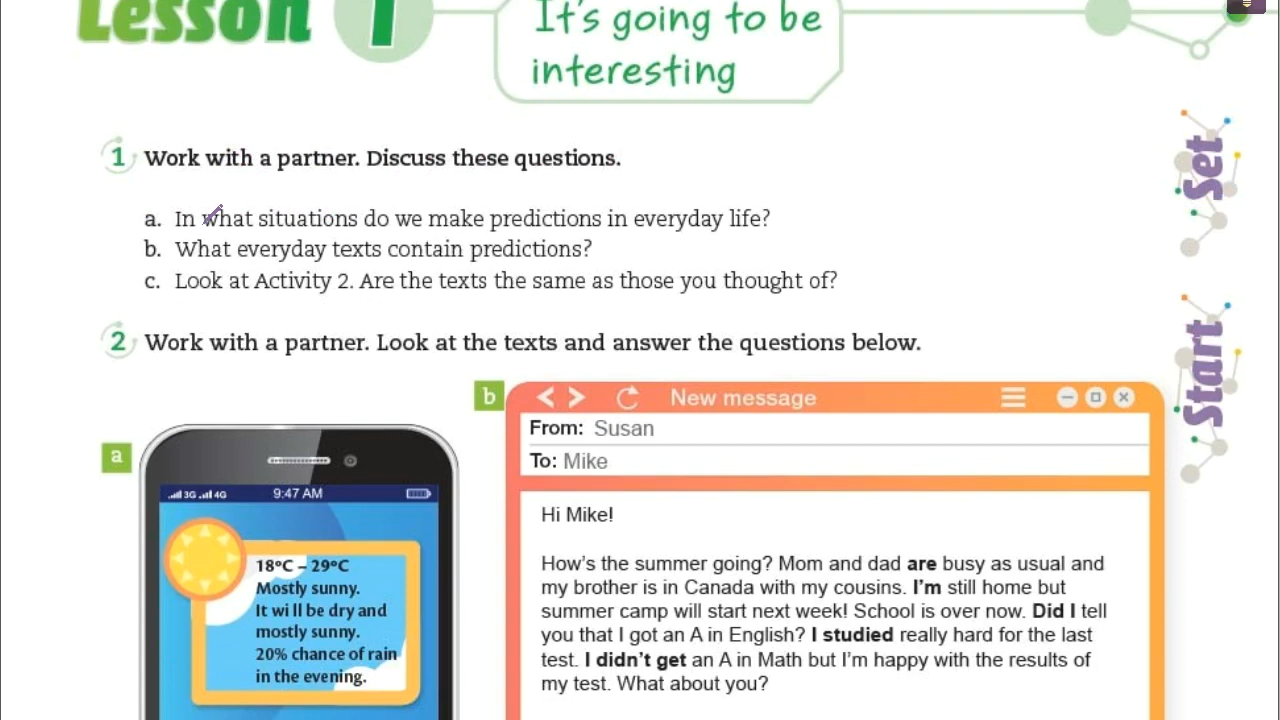 Lesson 1
It's going to be
interesting
1 Work with a partner. Discuss these questions.
a. In what situations do we make predictions in everyday life?
b. What everyday texts contain predictions?
c. Look at Activity 2. Are the texts the same as those you thought of?
Set
Start
2 Work with a partner. Look at the texts and answer the questions below.
a
3G 4G 9:47 AM
18ºC – 29ºC
Mostly sunny.
It will be dry and
mostly sunny.
20% chance of rain
in the evening.
b
New message
From: Susan
To: Mike
Hi Mike!
How's the summer going? Mom and dad are busy as usual and
my brother is in Canada with my cousins. I'm still home but
summer camp will start next week! School is over now. Did I tell
you that I got an A in English? I studied really hard for the last
test. I didn't get an A in Math but I'm happy with the results of
my test. What about you?